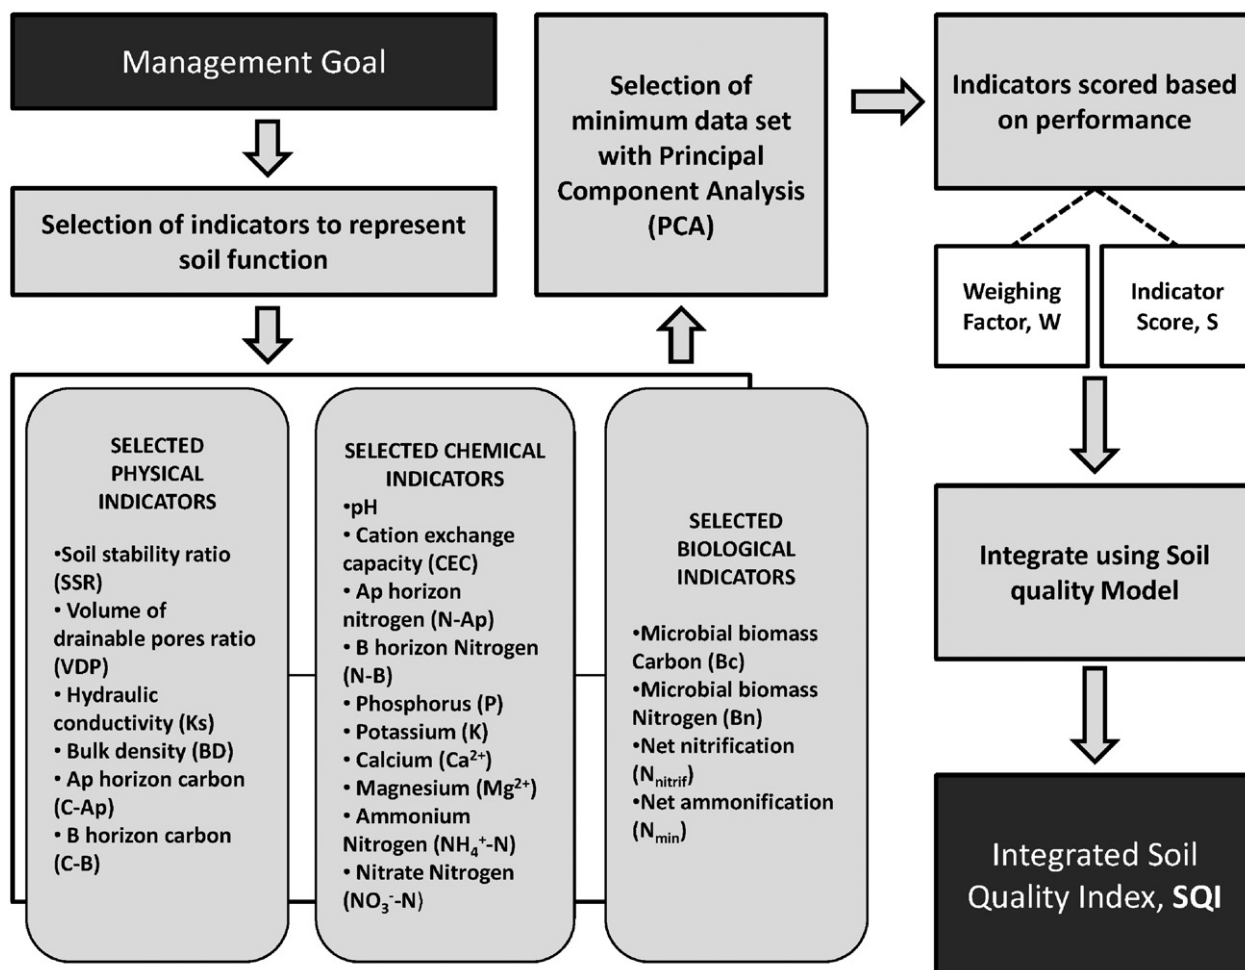 Management Goal
Selection of indicators to represent
soil function
SELECTED
PHYSICAL
INDICATORS
•Soil stability ratio
(SSR)
• Volume of
drainable pores ratio
(VDP)
• Hydraulic
conductivity (Ks)
• Bulk density (BD)
• Ap horizon carbon
(C-Ap)
• B horizon carbon
(C-B)
SELECTED CHEMICAL
INDICATORS
•pH
• Cation exchange
capacity (CEC)
• Ap horizon
nitrogen (N-Ap)
• B horizon Nitrogen
(N-B)
• Phosphorus (P)
• Potassium (K)
• Calcium (Ca²⁺)
• Magnesium (Mg²⁺)
• Ammonium
Nitrogen (NH₄⁺-N)
• Nitrate Nitrogen
(NO₃⁻-N)
SELECTED
BIOLOGICAL
INDICATORS
•Microbial biomass
Carbon (Bc)
•Microbial biomass
Nitrogen (Bn)
•Net nitrification
(Nnitrif)
•Net ammonification
(Nmin)
Selection of
minimum data set
with Principal
Component Analysis
(PCA)
Indicators scored based
on performance
Weighing
Factor, W
Indicator
Score, S
Integrate using Soil
quality Model
Integrated Soil
Quality Index, SQI